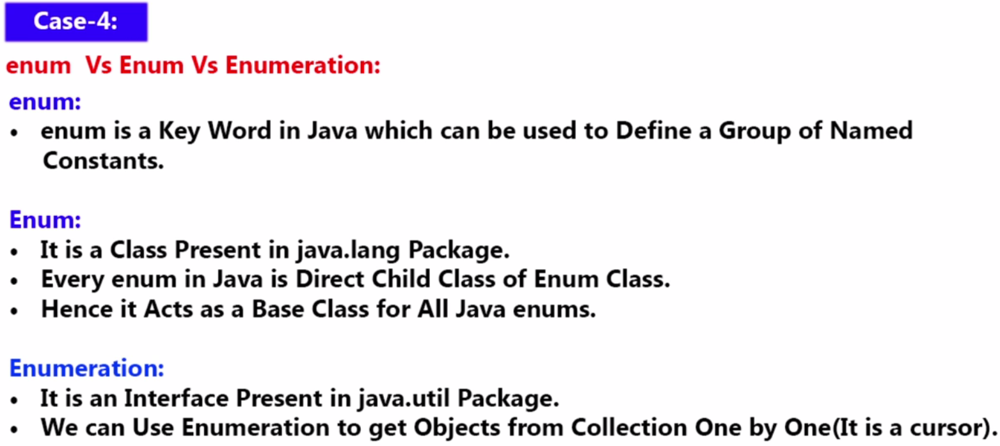 Case-4:
enum Vs Enum Vs Enumeration:
enum:
• enum is a Key Word in Java which can be used to Define a Group of Named
Constants.
Enum:
• It is a Class Present in java.lang Package.
• Every enum in Java is Direct Child Class of Enum Class.
• Hence it Acts as a Base Class for All Java enums.
Enumeration:
• It is an Interface Present in java.util Package.
• We can Use Enumeration to get Objects from Collection One by One(It is a cursor).